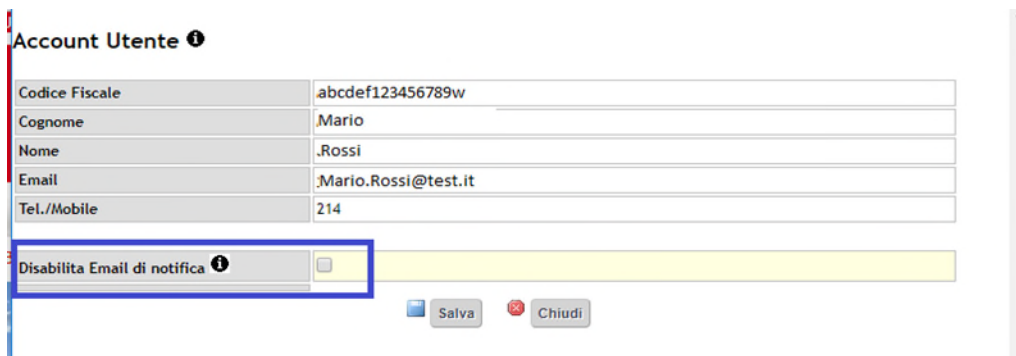 Account Utente
Codice Fiscale abcdef123456789w
Cognome Mario
Nome Rossi
Email Mario.Rossi@test.it
Tel./Mobile 214
Disabilita Email di notifica
Salva Chiudi